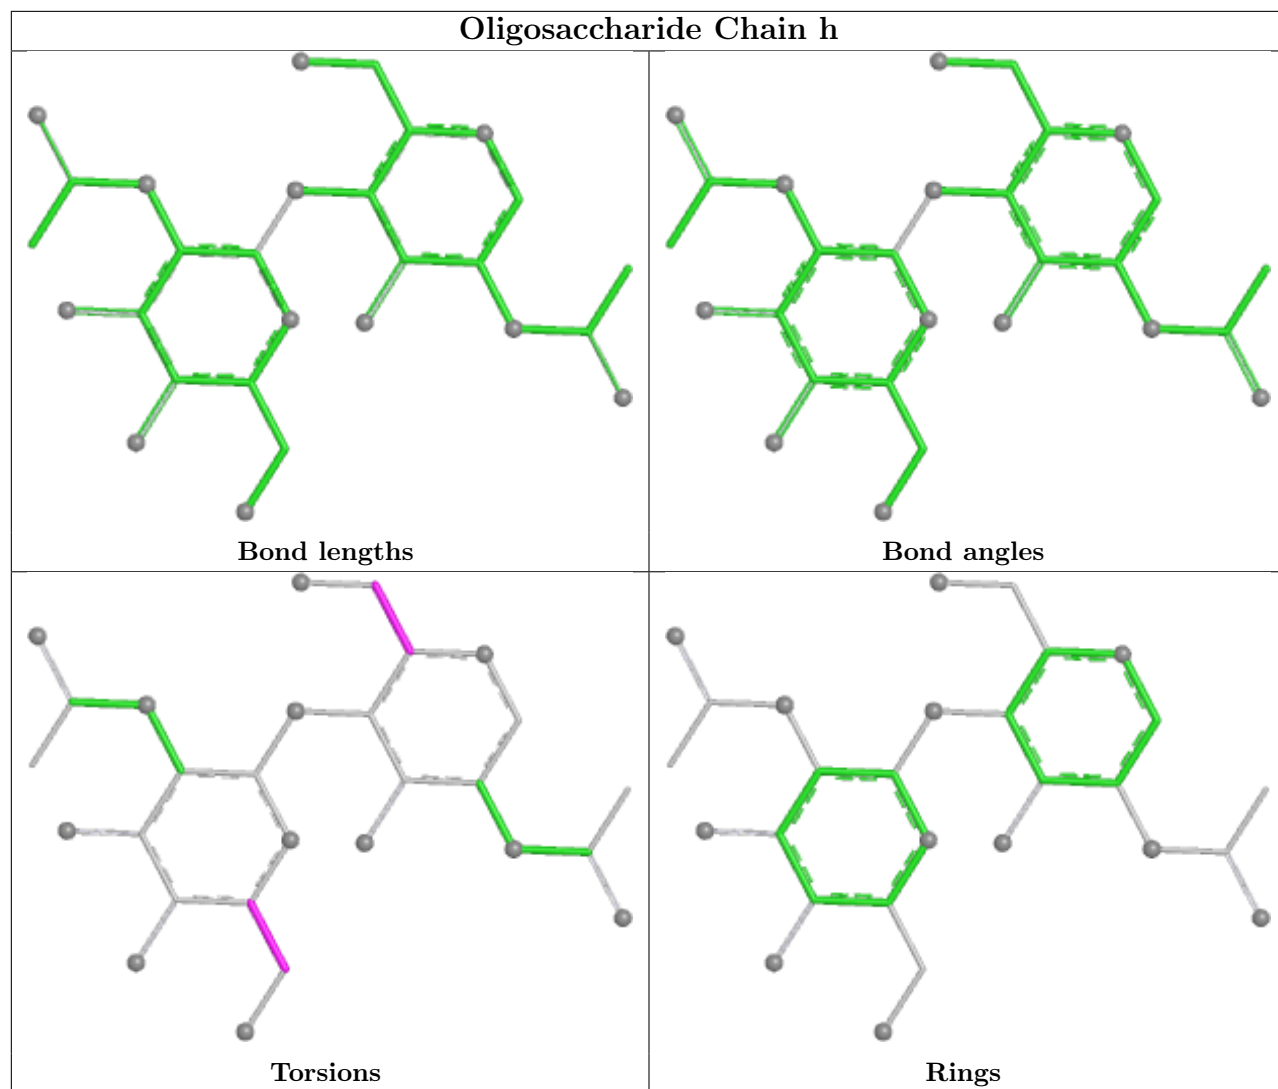 Oligosaccharide Chain h
Bond lengths
Bond angles
Torsions
Rings